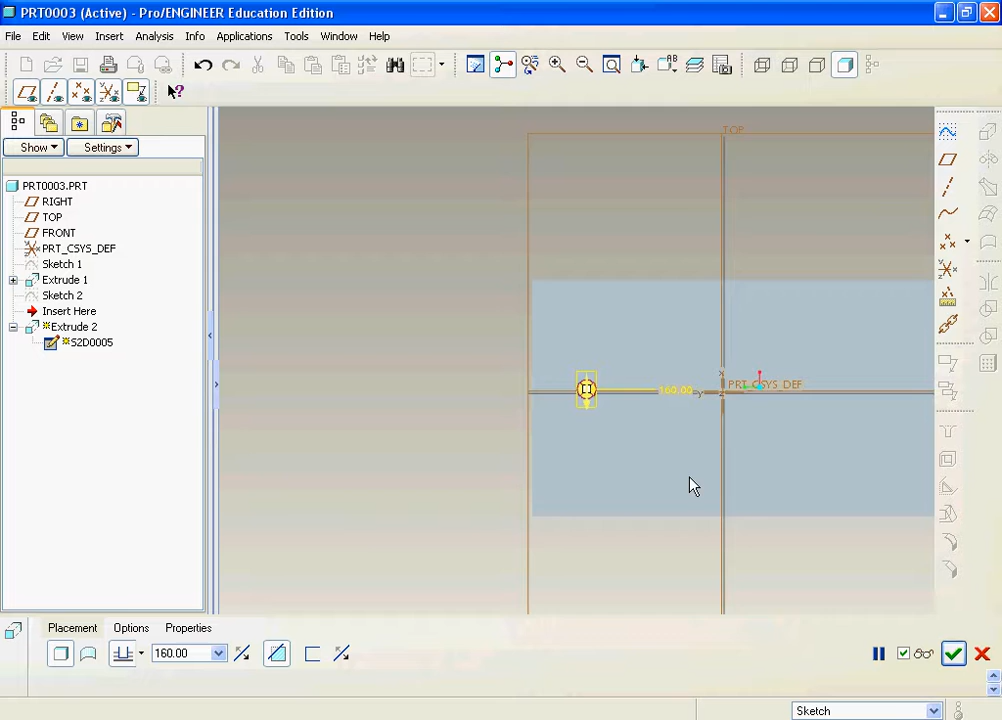 PRT0003 (Active) - Pro/ENGINEER Education Edition
File Edit View Insert Analysis Info Applications Tools Window Help
Show Settings
PRT0003.PRT
RIGHT
TOP
FRONT
PRT_CSYS_DEF
Sketch 1
Extrude 1
Sketch 2
Insert Here
Extrude 2
S2D0005
TOP
PRT_CSYS_DEF
160.00
Placement Options Properties
160.00
Sketch